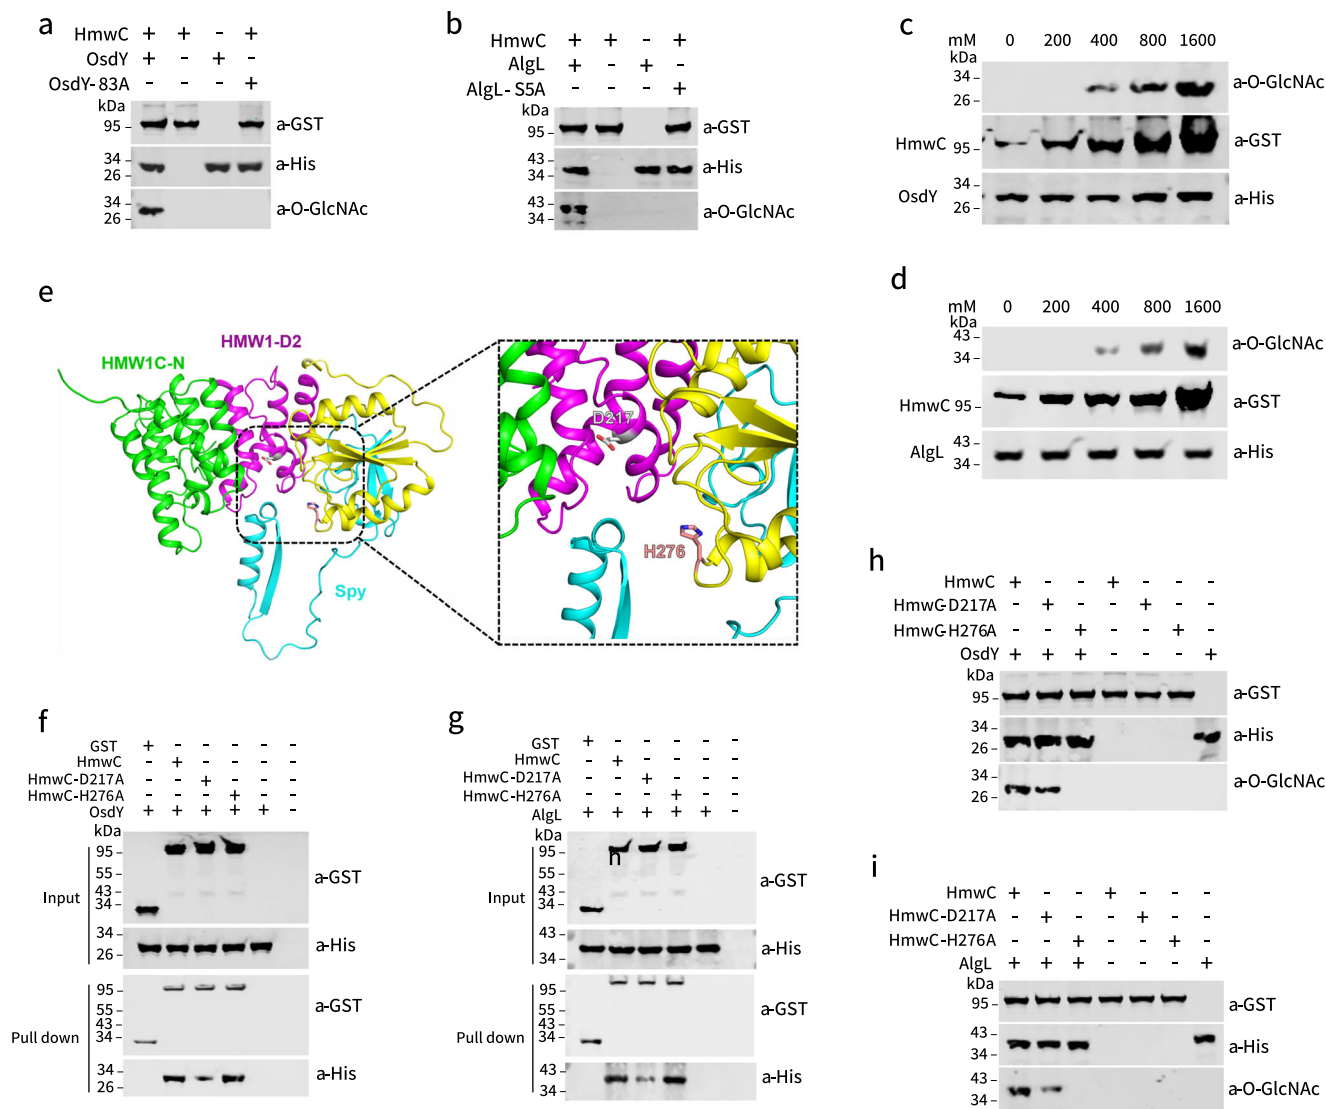 a
HmwC + + - +
OsdY + - + -
OsdY-83A - - - +
kDa
95 a-GST
34
26 a-His
34
26 a-O-GlcNAc
b
HmwC + + - +
AlgL + - + -
AlgL-S5A - - - +
kDa
95 a-GST
43
34 a-His
43
34 a-O-GlcNAc
c
mM 0 200 400 800 1600
34
26 a-O-GlcNAc
HmwC 95 a-GST
34
OsdY 26 a-His
d
mM 0 200 400 800 1600
kDa
43
34 a-O-GlcNAc
HmwC 95 a-GST
43
AlgL 34 a-His
e
HMW1-D2
HMW1C-N
Spy
D217
H276
f
GST + - - - - -
HmwC - + - - - -
HmwC-D217A - - + - - -
HmwC-H276A - - - + - -
OsdY + + + + + -
kDa
95
55
43
34
Input a-GST
34
26 a-His
95
55
43
34
Pull down a-GST
34
26 a-His
g
GST + - - - - -
HmwC - + - - - -
HmwC-D217A - - + - - -
HmwC-H276A - - - + - -
AlgL + + + + + -
kDa
95
n
55
43
34
Input a-GST
43
34 a-His
95
55
43
34
Pull down a-GST
43
34 a-His
h
HmwC + - - + - - -
HmwC-D217A - + - - + - -
HmwC-H276A - - + - - + -
OsdY + + + - - - +
kDa
95 a-GST
34
26 a-His
34
26 a-O-GlcNAc
i
HmwC + - - + - - -
HmwC-D217A - + - - + - -
HmwC-H276A - - + - - + -
AlgL + + + - - - +
kDa
95 a-GST
43
34 a-His
43
34 a-O-GlcNAc